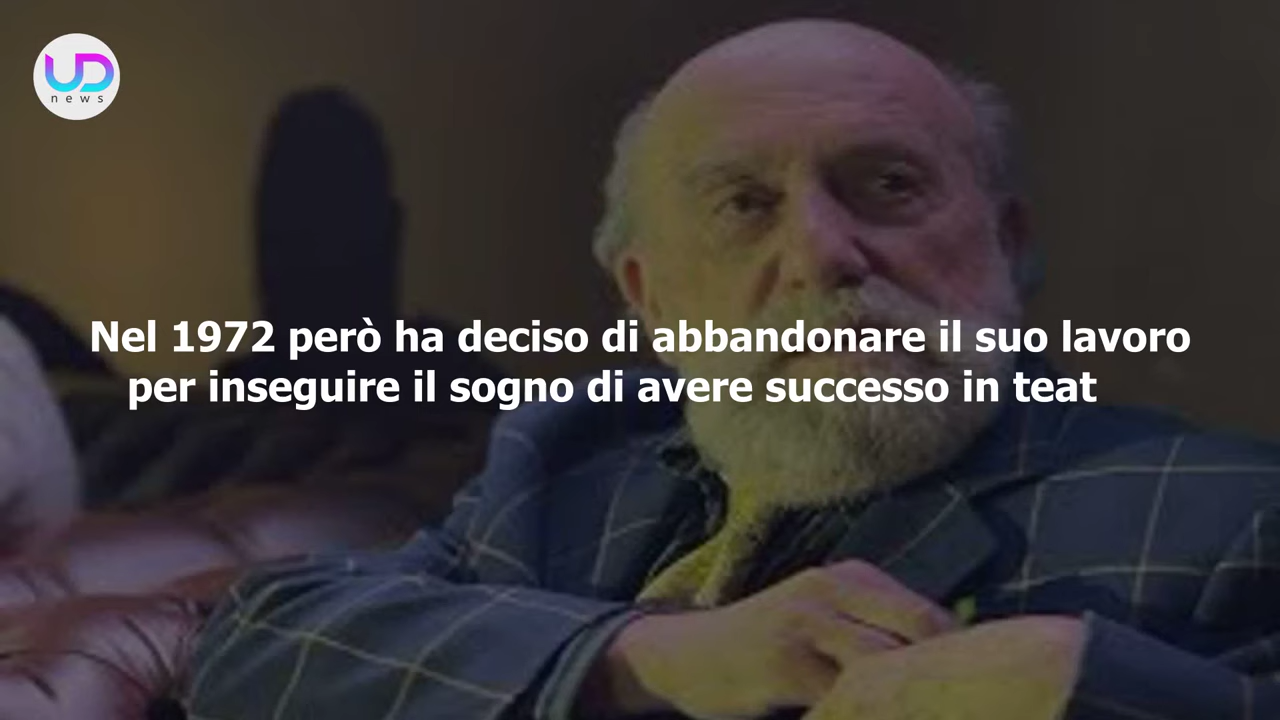 UD
news
Nel 1972 però ha deciso di abbandonare il suo lavoro
per inseguire il sogno di avere successo in teat